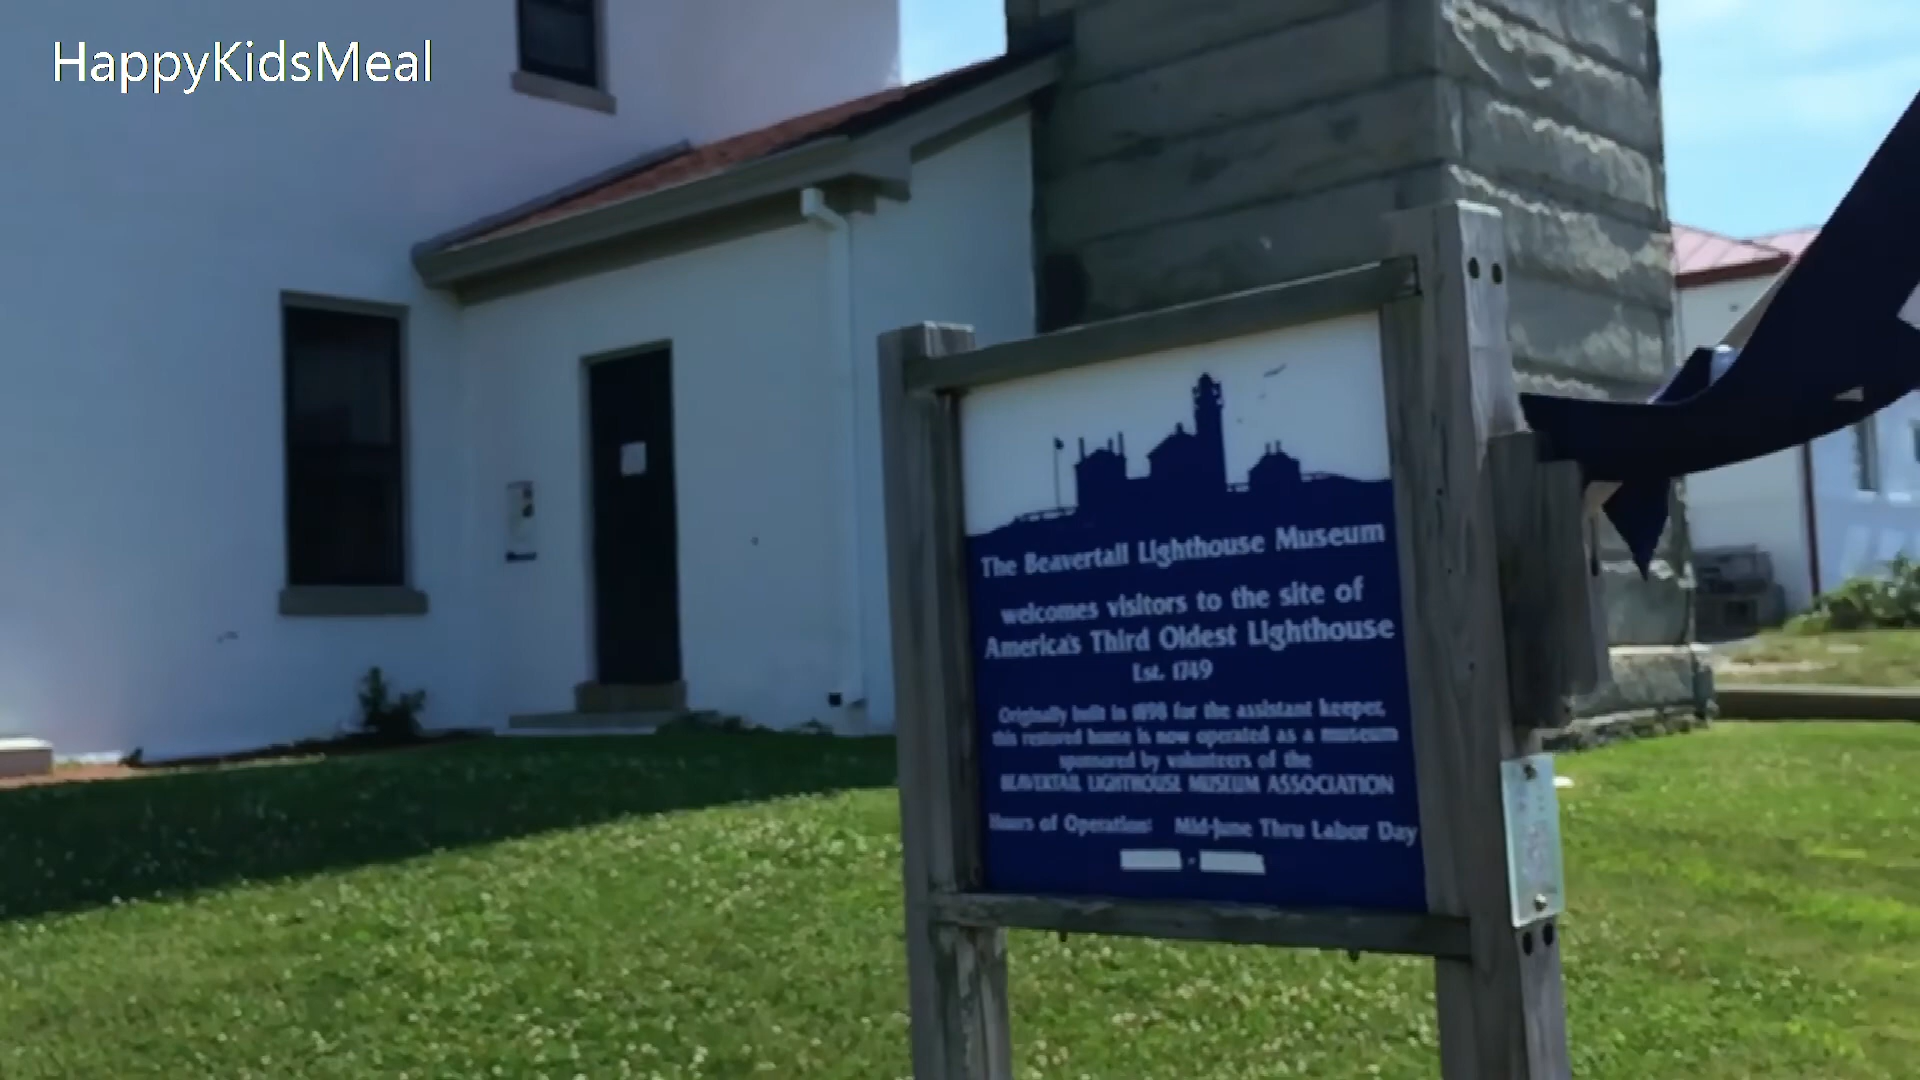 HappyKidsMeal
The Beavertail Lighthouse Museum
welcomes visitors to the site of
America's Third Oldest Lighthouse
Est. 1749
Originally built in 1898 for the assistant keeper,
this restored home is now operated as a museum
sponsored by volunteers of the
BEAVERTAIL LIGHTHOUSE MUSEUM ASSOCIATION
Hours of Operation: Mid-June Thru Labor Day